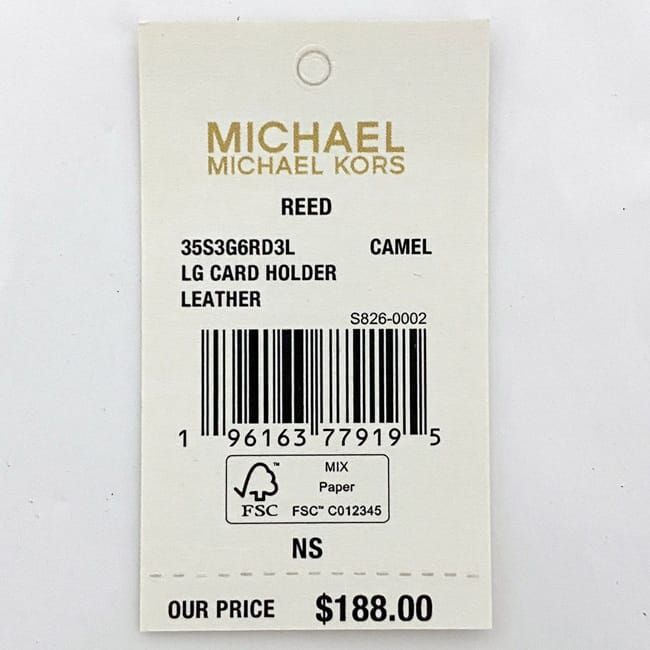 MICHAEL
MICHAEL KORS
REED
35S3G6RD3L CAMEL
LG CARD HOLDER
LEATHER
S826-0002
1 96163 77919 5
MIX
Paper
FSC™ C012345
™
FSC
NS
OUR PRICE $188.00